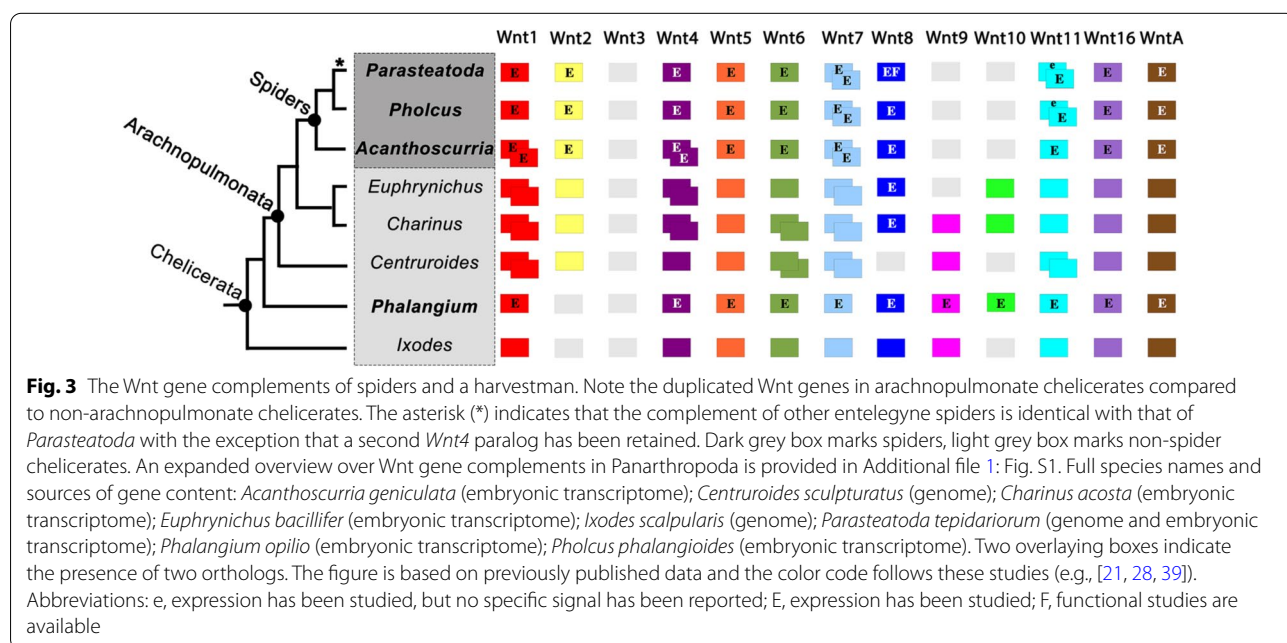 Wnt1 Wnt2 Wnt3 Wnt4 Wnt5 Wnt6 Wnt7 Wnt8 Wnt9 Wnt10 Wnt11 Wnt16 WntA
*
Spiders
Arachnopulmonata
Chelicerata
Parasteatoda E E E E E E E EF e E E E
Pholcus E E E E E E E E e E E E
Acanthoscurria E E E E E E E E E E E E E
Euphrynichus E
Charinus E
Centruroides
Phalangium E E E E E E E E E E E
Ixodes
Fig. 3 The Wnt gene complements of spiders and a harvestman. Note the duplicated Wnt genes in arachnopulmonate chelicerates compared
to non-arachnopulmonate chelicerates. The asterisk (*) indicates that the complement of other entelegyne spiders is identical with that of
Parasteatoda with the exception that a second Wnt4 paralog has been retained. Dark grey box marks spiders, light grey box marks non-spider
chelicerates. An expanded overview over Wnt gene complements in Panarthropoda is provided in Additional file 1: Fig. S1. Full species names and
sources of gene content: Acanthoscurria geniculata (embryonic transcriptome); Centruroides sculpturatus (genome); Charinus acosta (embryonic
transcriptome); Euphrynichus bacillifer (embryonic transcriptome); Ixodes scalpularis (genome); Parasteatoda tepidariorum (genome and embryonic
transcriptome); Phalangium opilio (embryonic transcriptome); Pholcus phalangioides (embryonic transcriptome). Two overlaying boxes indicate
the presence of two orthologs. The figure is based on previously published data and the color code follows these studies (e.g., [21, 28, 39]).
Abbreviations: e, expression has been studied, but no specific signal has been reported; E, expression has been studied; F, functional studies are
available